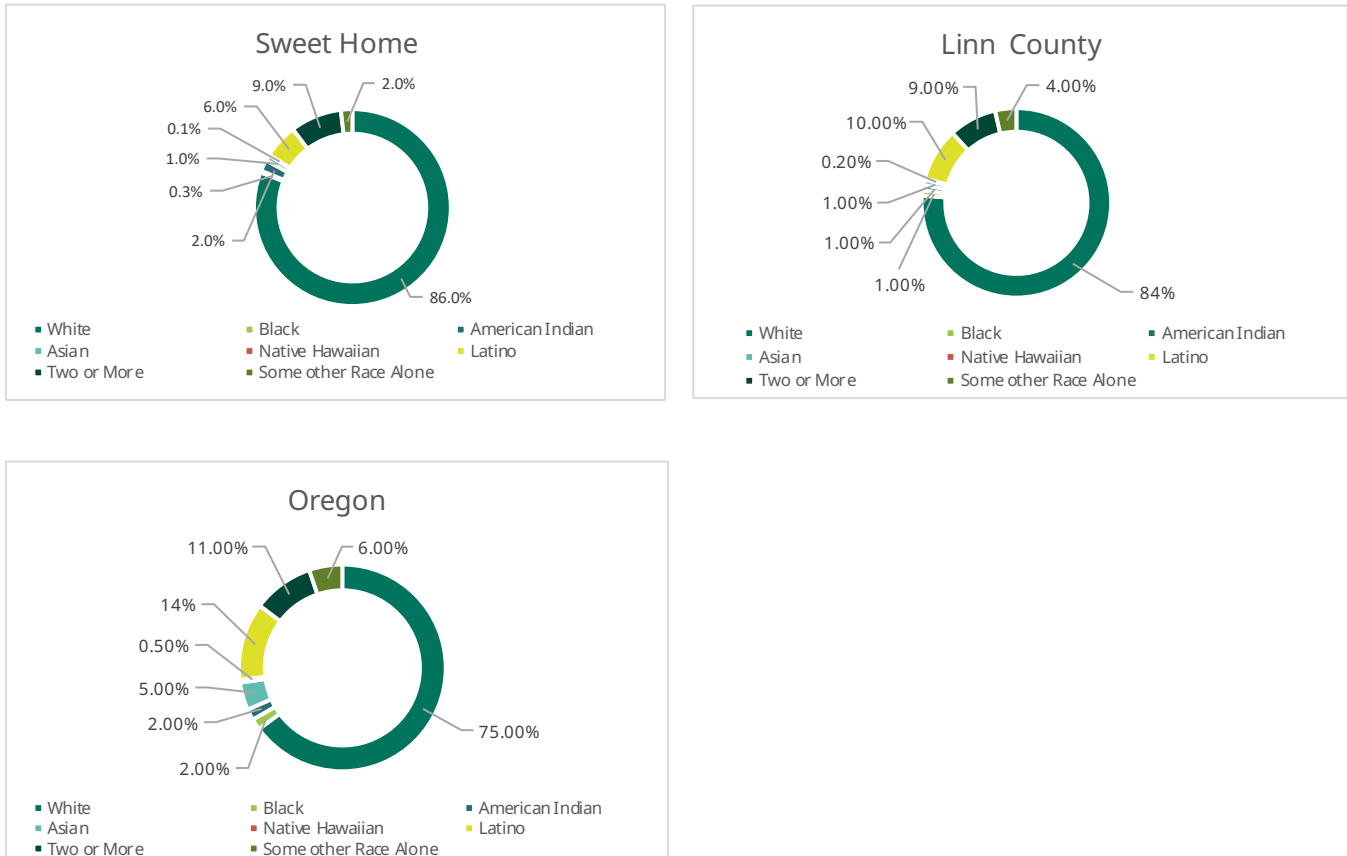 Sweet Home
9.0%
2.0%
6.0%
0.1%
1.0%
0.3%
2.0%
86.0%
White Black American Indian
Asian Native Hawaiian Latino
Two or More Some other Race Alone
Linn County
9.00%
4.00%
10.00%
0.20%
1.00%
1.00%
1.00%
84%
White Black American Indian
Asian Native Hawaiian Latino
Two or More Some other Race Alone
Oregon
11.00%
6.00%
14%
0.50%
5.00%
2.00%
75.00%
2.00%
White Black American Indian
Asian Native Hawaiian Latino
Two or More Some other Race Alone